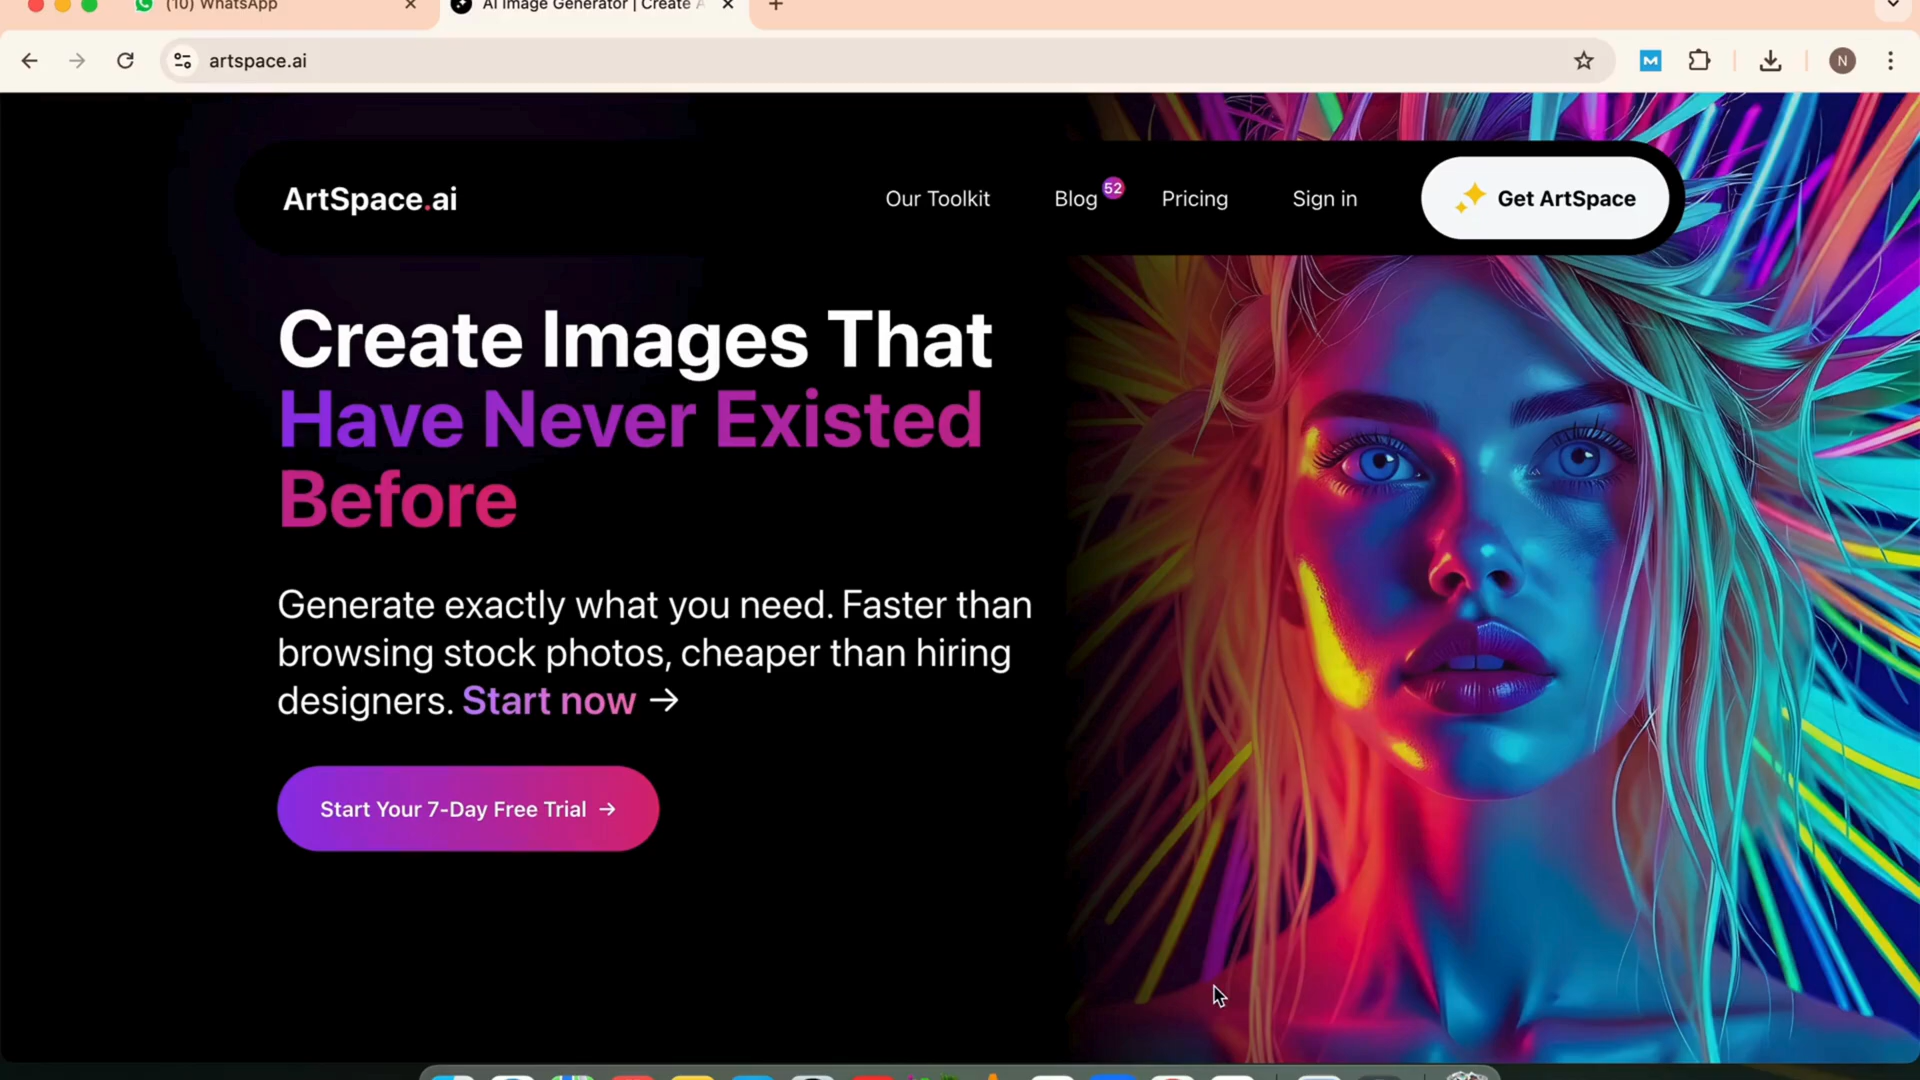 (10) WhatsApp
AI Image Generator | Create A
artspace.ai
M
N
ArtSpace.ai
Our Toolkit
Blog 52
Pricing
Sign in
Get ArtSpace
Create Images That
Have Never Existed
Before
Generate exactly what you need. Faster than
browsing stock photos, cheaper than hiring
designers. Start now →
Start Your 7-Day Free Trial →